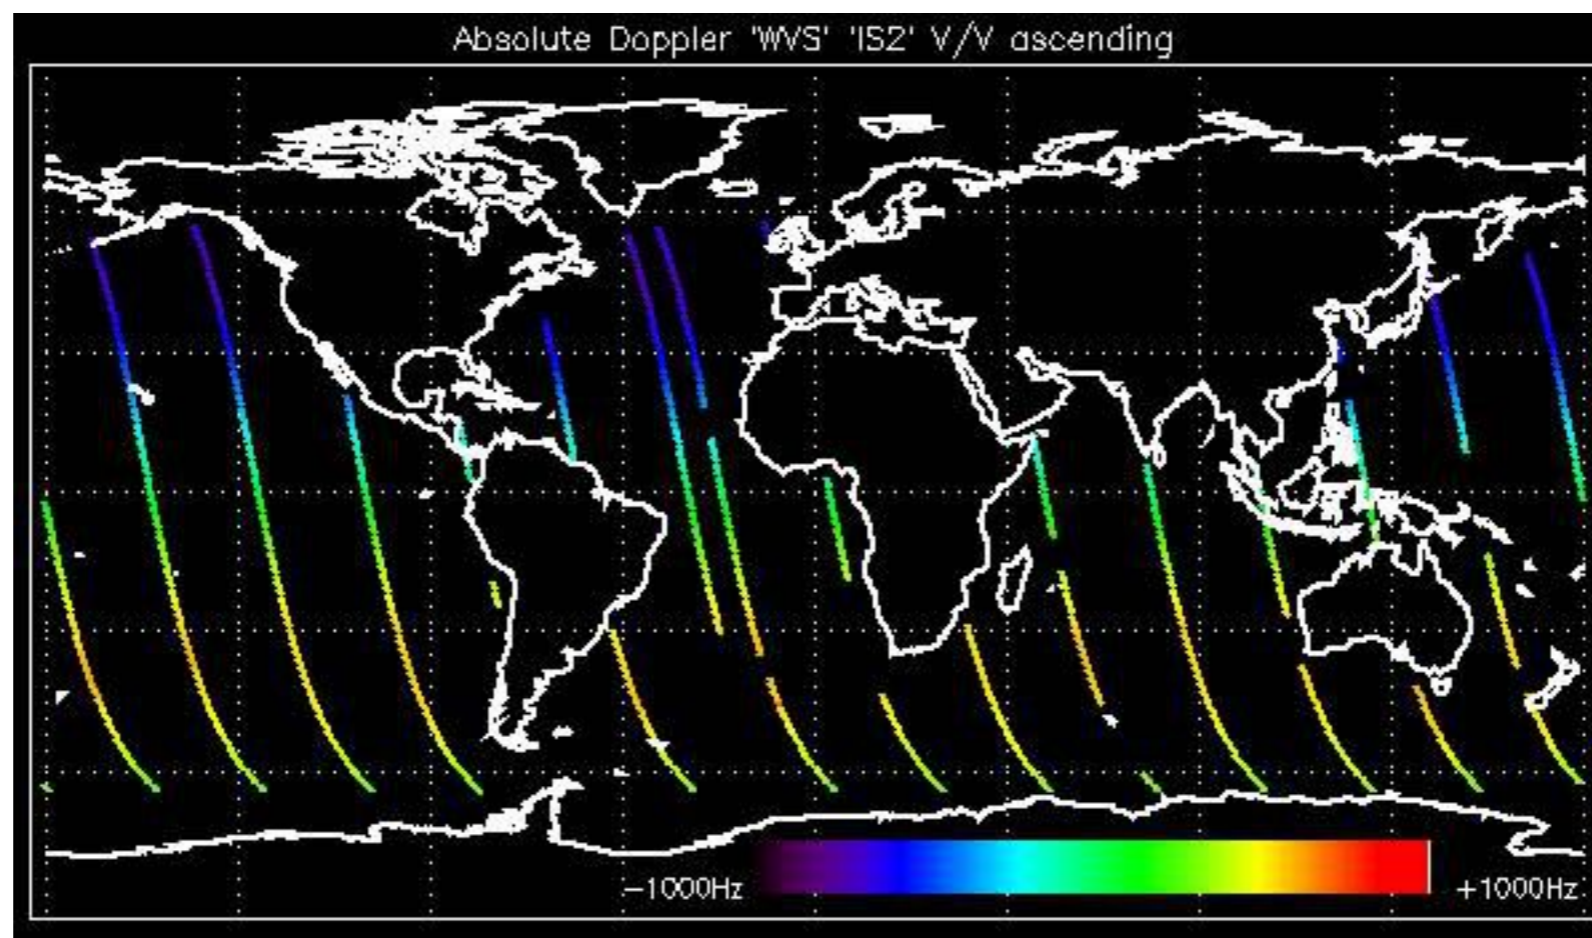 Absolute Doppler 'WVS' 'IS2' V/V ascending
-1000Hz +1000Hz